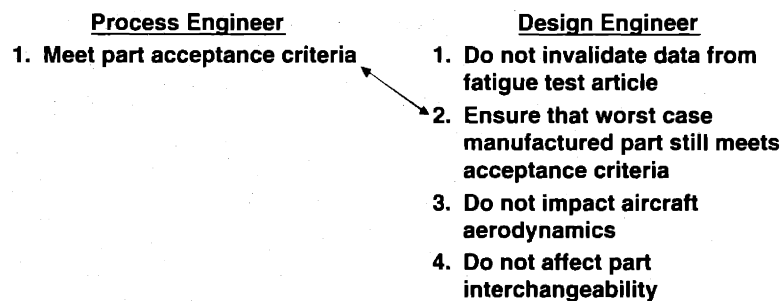 Process Engineer
1. Meet part acceptance criteria
Design Engineer
1. Do not invalidate data from
fatigue test article
2. Ensure that worst case
manufactured part still meets
acceptance criteria
3. Do not impact aircraft
aerodynamics
4. Do not affect part
interchangeability